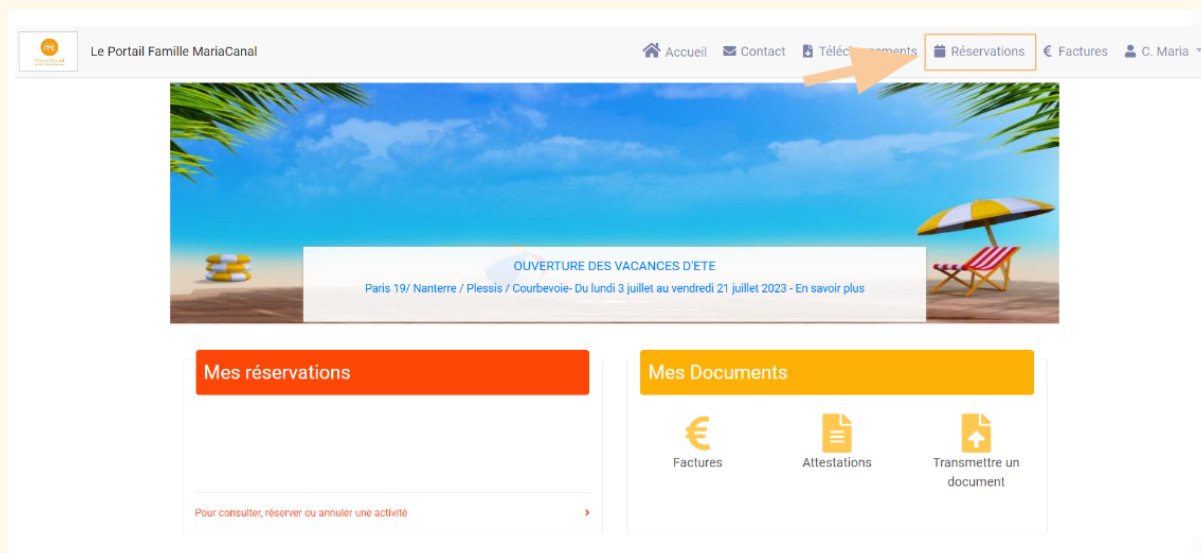 Le Portail Famille MariaCanal
Accueil
Contact
Téléchargements
Réservations
€ Factures
C. Maria
OUVERTURE DES VACANCES D'ETE
Paris 19/ Nanterre / Plessis / Courbevoie- Du lundi 3 juillet au vendredi 21 juillet 2023 - En savoir plus
Mes réservations
Pour consulter, réserver ou annuler une activité
Mes Documents
€
Factures
Attestations
Transmettre un
document